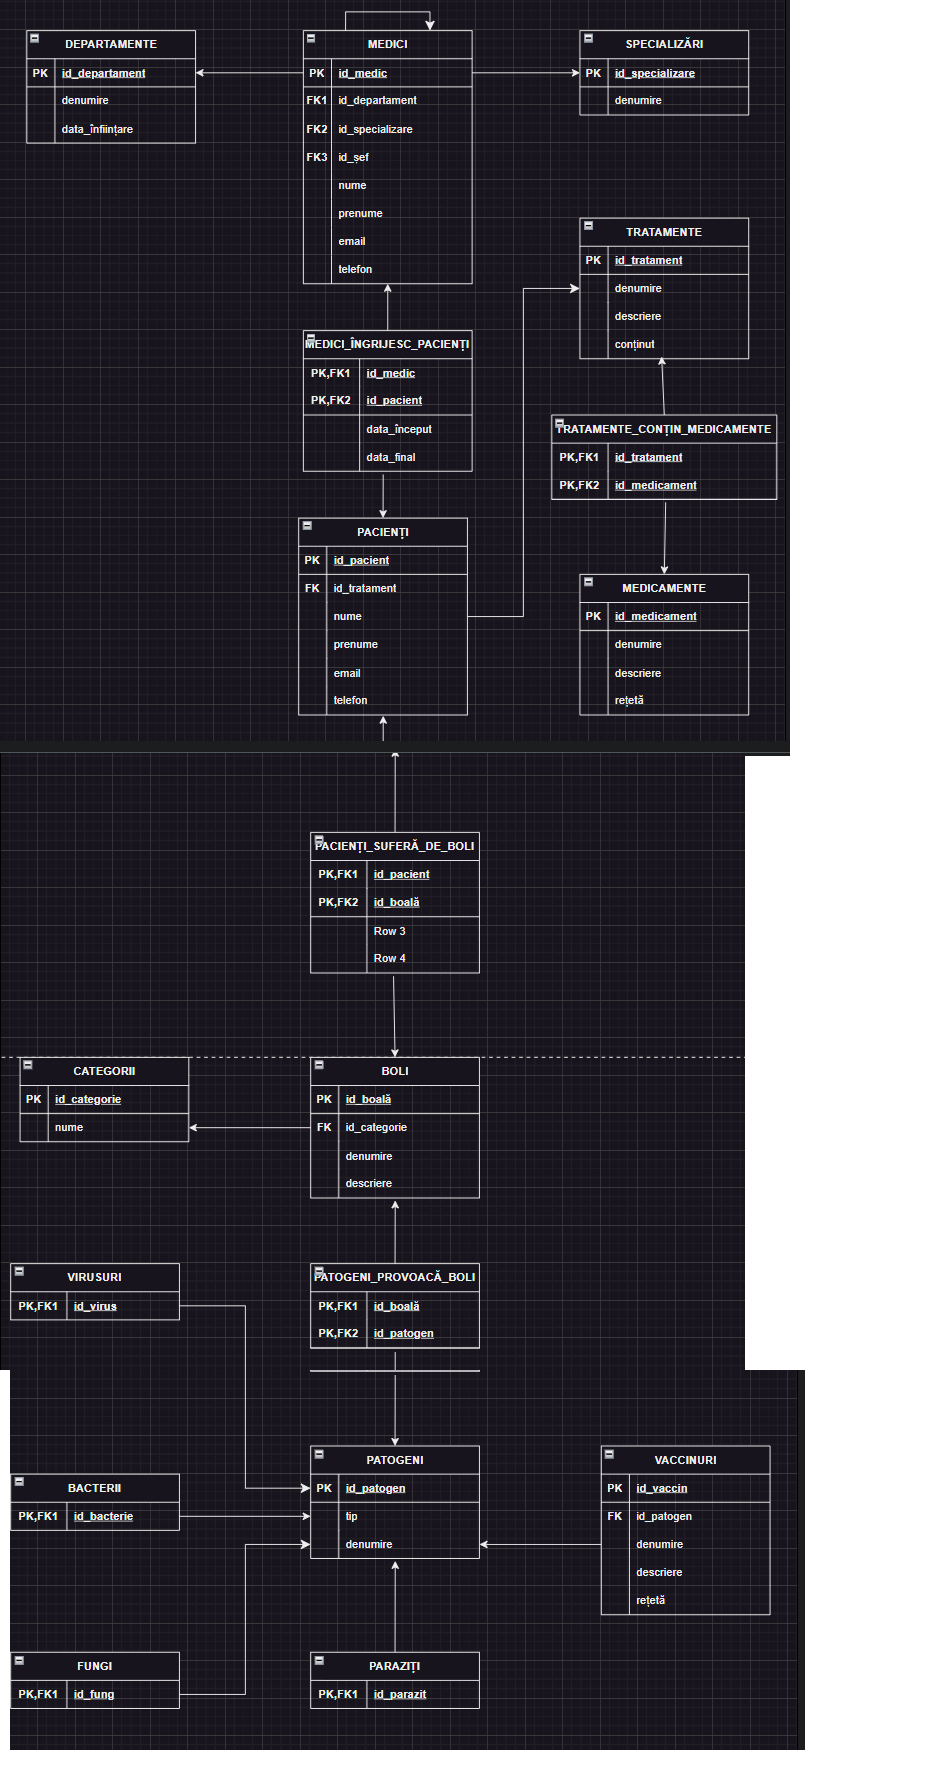 DEPARTAMENTE
PK id_departament
denumire
data_înființare
MEDICI
PK id_medic
FK1 id_departament
FK2 id_specializare
FK3 id_șef
nume
prenume
email
telefon
SPECIALIZĂRI
PK id_specializare
denumire
TRATAMENTE
PK id_tratament
denumire
descriere
conținut
MEDICI_ÎNGRIJESC_PACIENȚI
PK,FK1 id_medic
PK,FK2 id_pacient
data_început
data_final
TRATAMENTE_CONȚIN_MEDICAMENTE
PK,FK1 id_tratament
PK,FK2 id_medicament
PACIENȚI
PK id_pacient
FK id_tratament
nume
prenume
email
telefon
MEDICAMENTE
PK id_medicament
denumire
descriere
rețetă
PACIENȚI_SUFERĂ_DE_BOLI
PK,FK1 id_pacient
PK,FK2 id_boală
Row 3
Row 4
CATEGORII
PK id_categorie
nume
BOLI
PK id_boală
FK id_categorie
denumire
descriere
VIRUSURI
PK,FK1 id_virus
PATOGENI_PROVOACĂ_BOLI
PK,FK1 id_boală
PK,FK2 id_patogen
PATOGENI
PK id_patogen
tip
denumire
VACCINURI
PK id_vaccin
FK id_patogen
denumire
descriere
rețetă
BACTERII
PK,FK1 id_bacterie
FUNGI
PK,FK1 id_fung
PARAZIȚI
PK,FK1 id_parazit